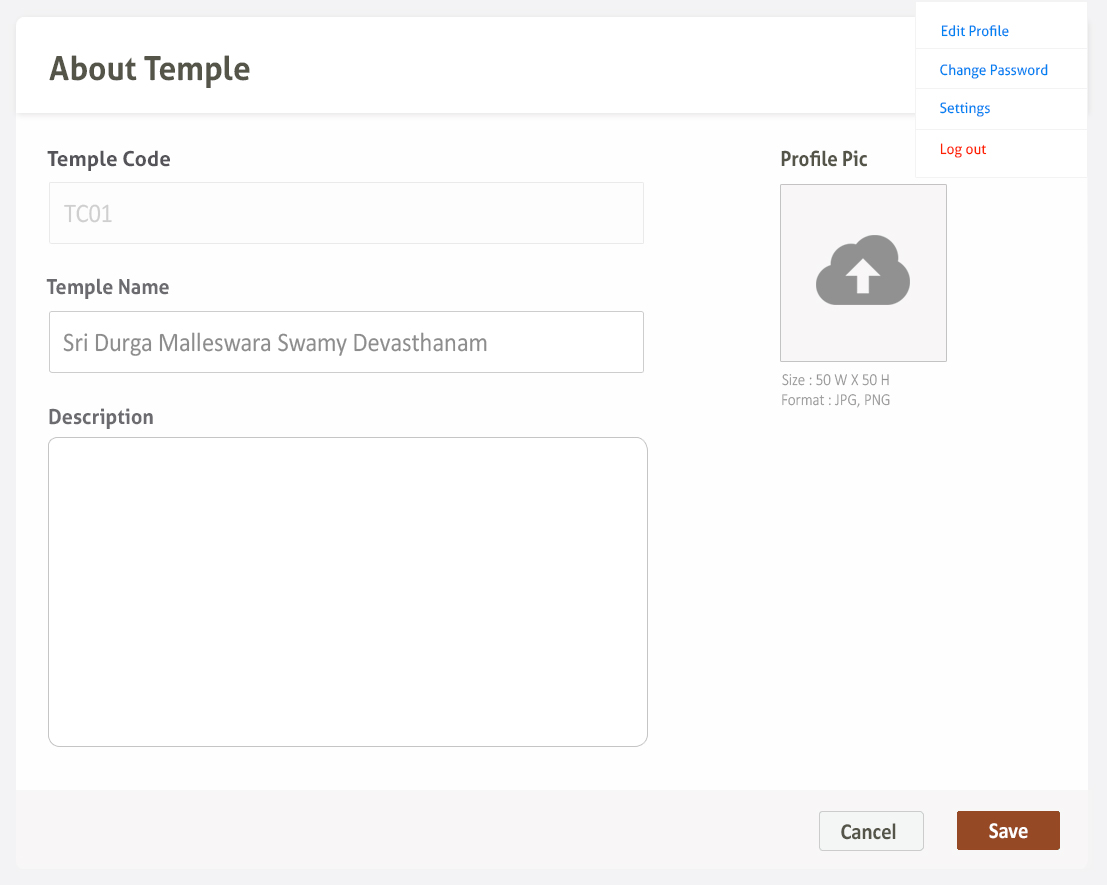 Edit Profile
About Temple
Change Password
Settings
Log out
Temple Code
Profile Pic
TC01
Temple Name
Sri Durga Malleswara Swamy Devasthanam
Size : 50 W X 50 H
Format : JPG, PNG
Description
Cancel
Save